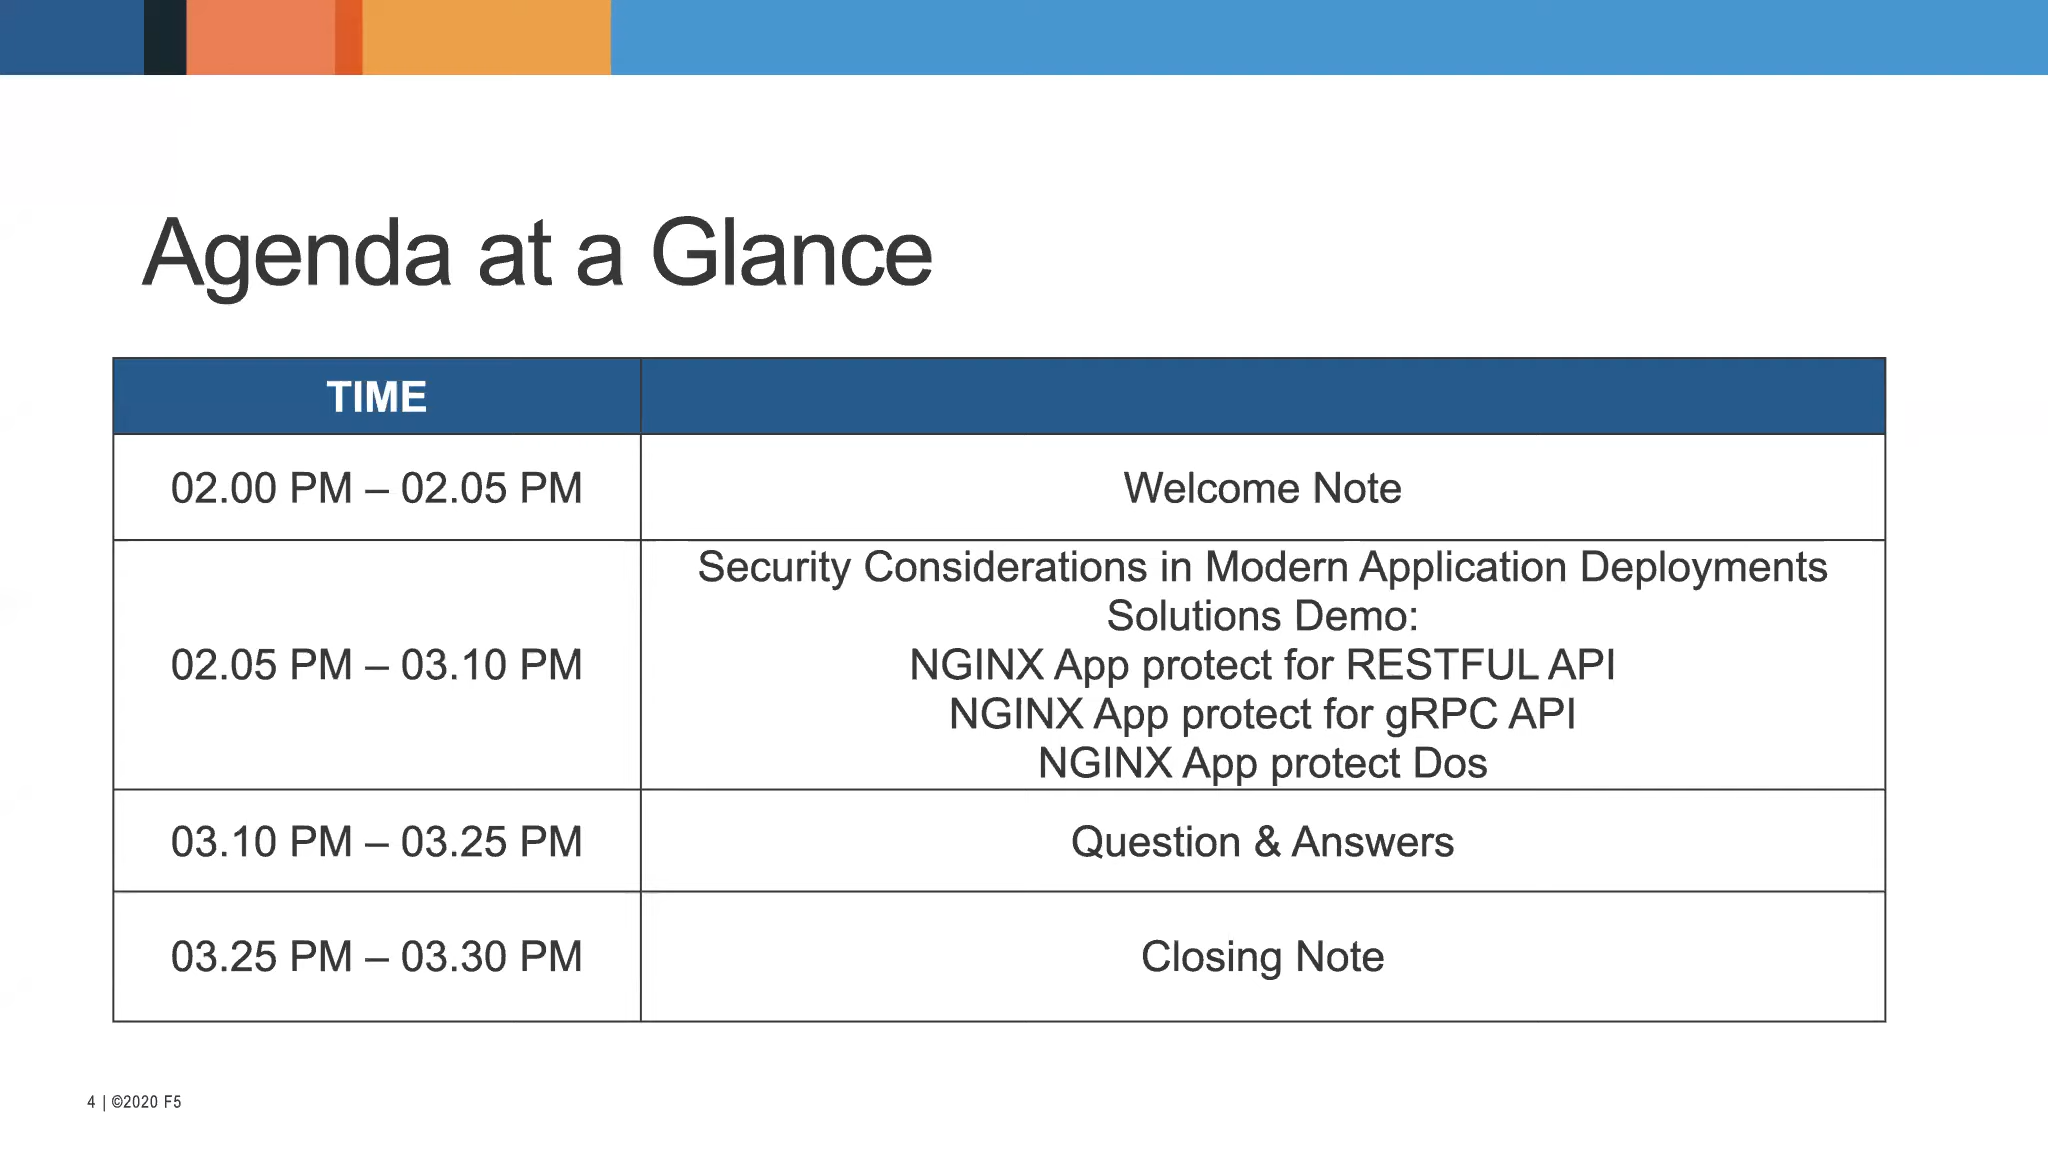 Agenda at a Glance
TIME
02.00 PM – 02.05 PM
Welcome Note
02.05 PM – 03.10 PM
Security Considerations in Modern Application Deployments
Solutions Demo:
NGINX App protect for RESTFUL API
NGINX App protect for gRPC API
NGINX App protect Dos
03.10 PM – 03.25 PM
Question & Answers
03.25 PM – 03.30 PM
Closing Note
4 | ©2020 F5